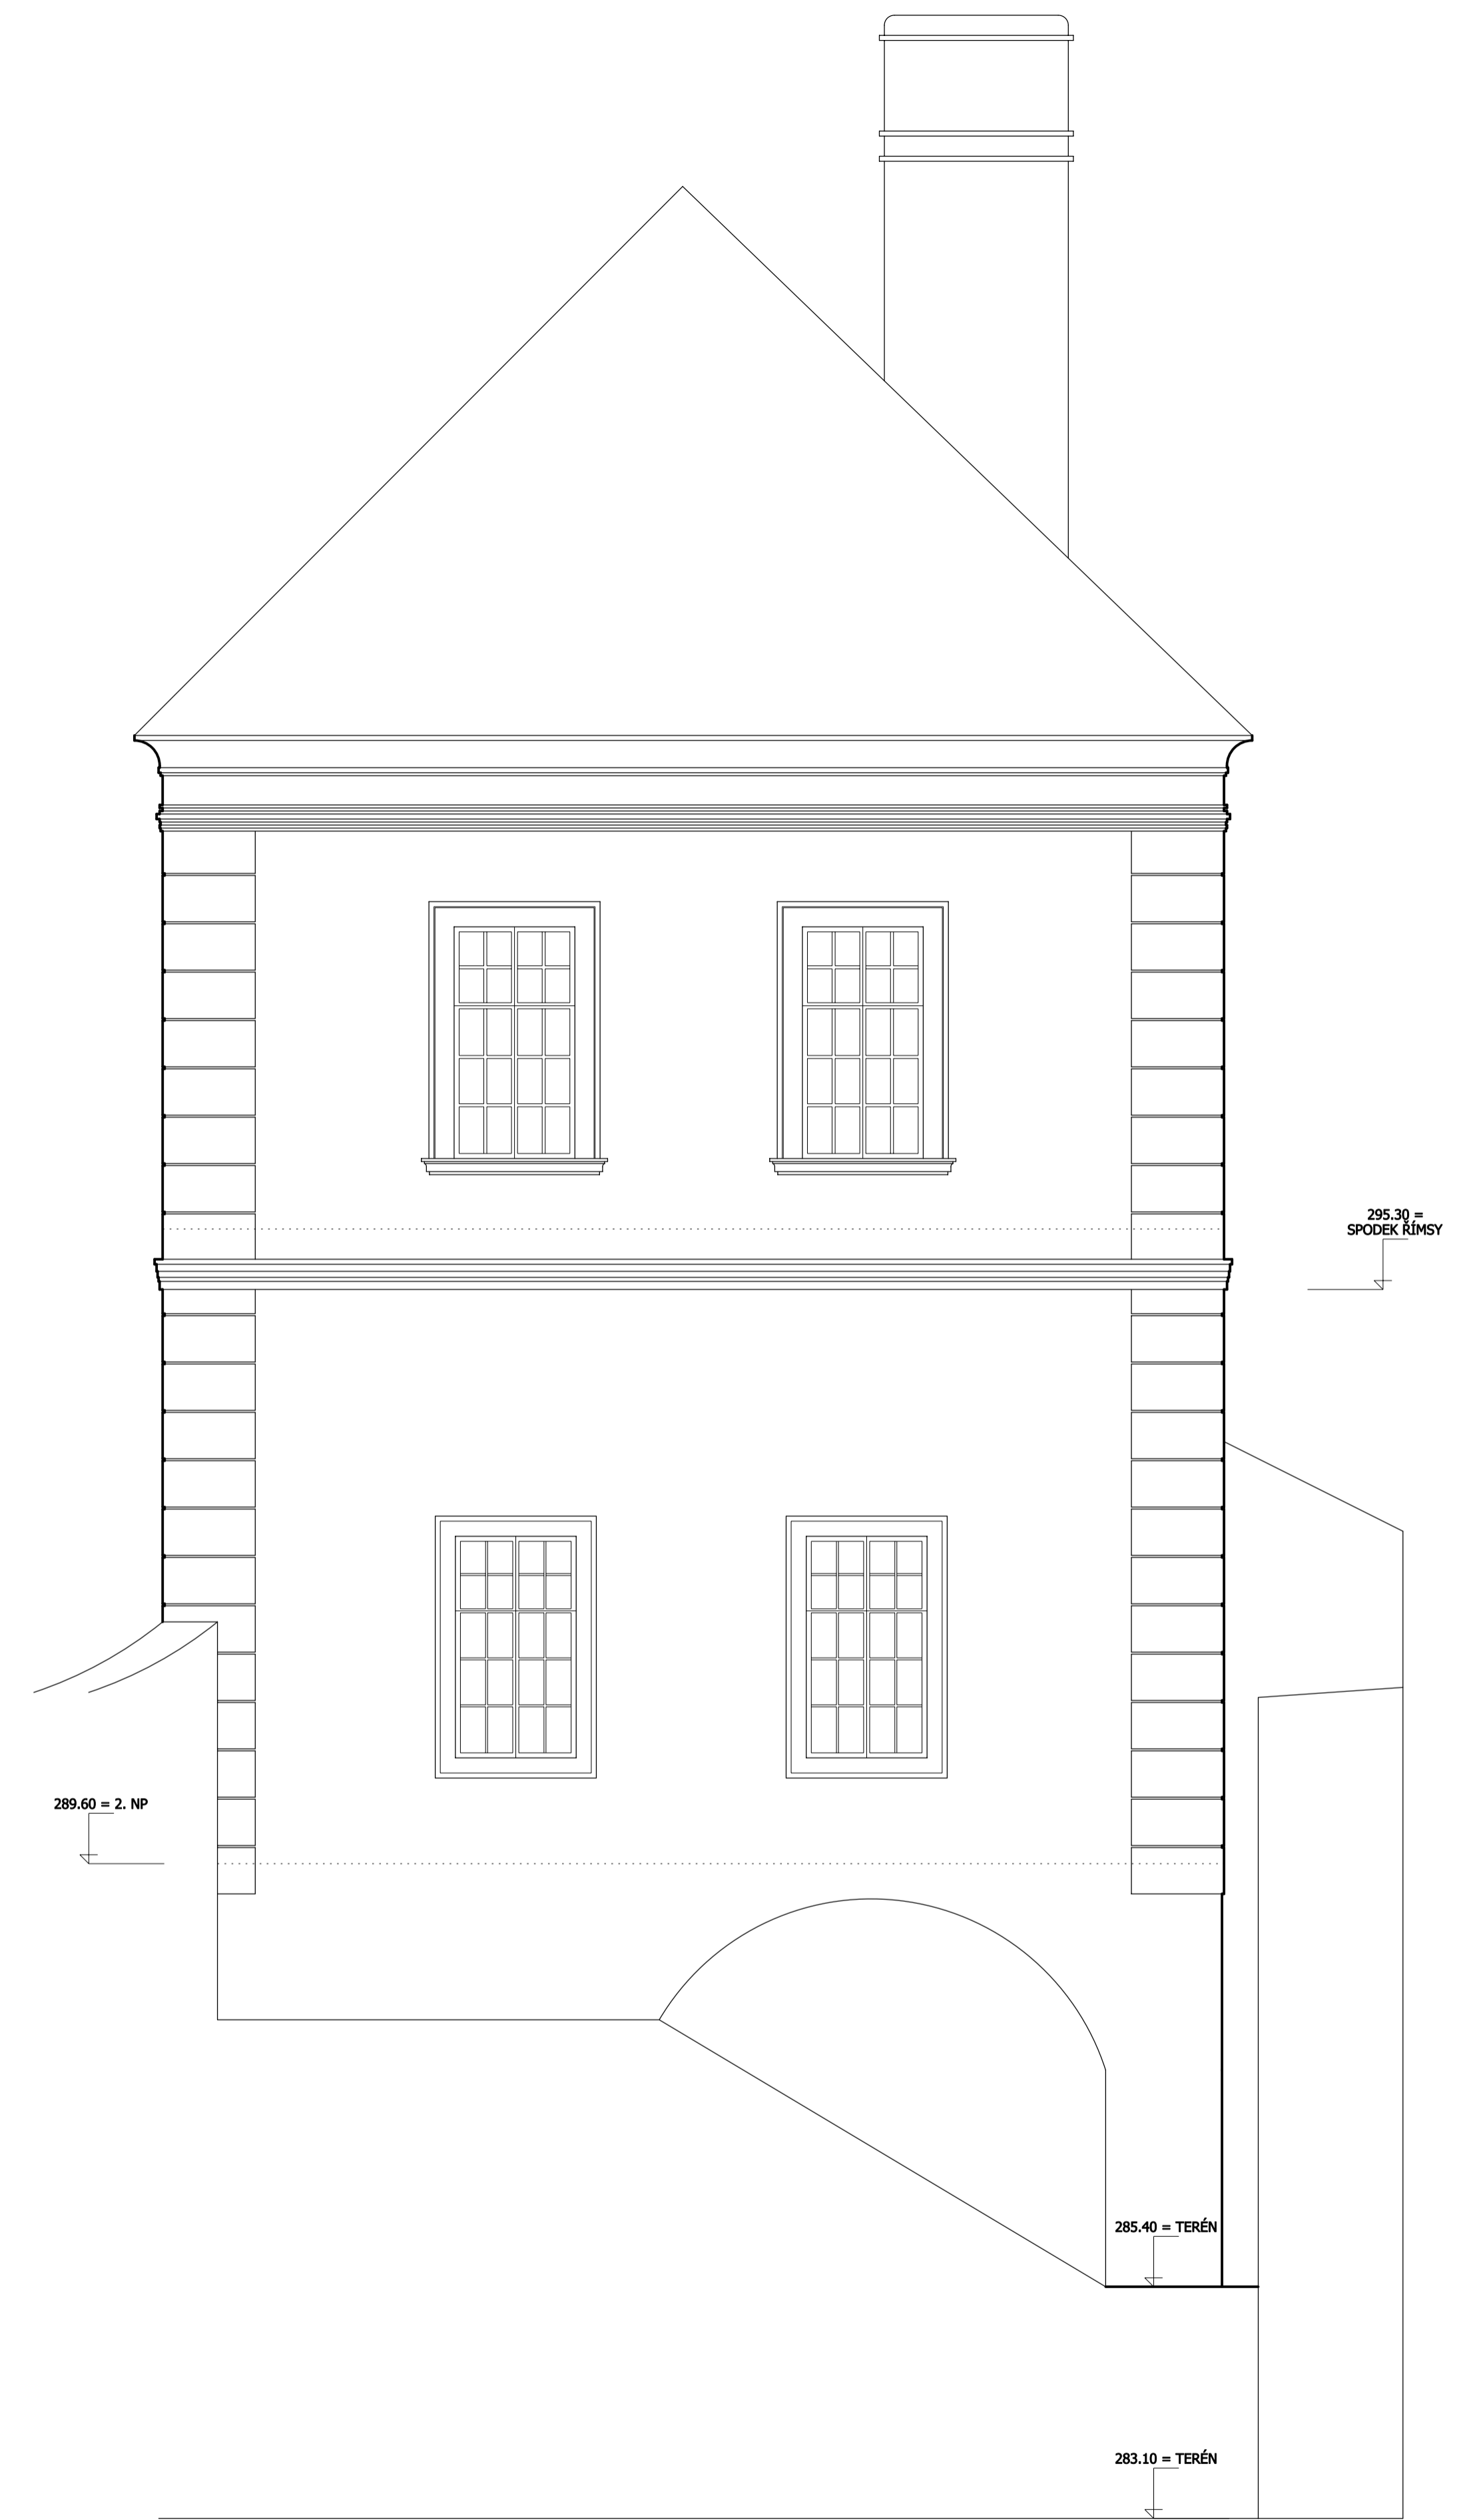 295.30 =
SPODEK ŘÍMSY
289.60 = 2. NP
285.40 = TERÉN
283.10 = TERÉN